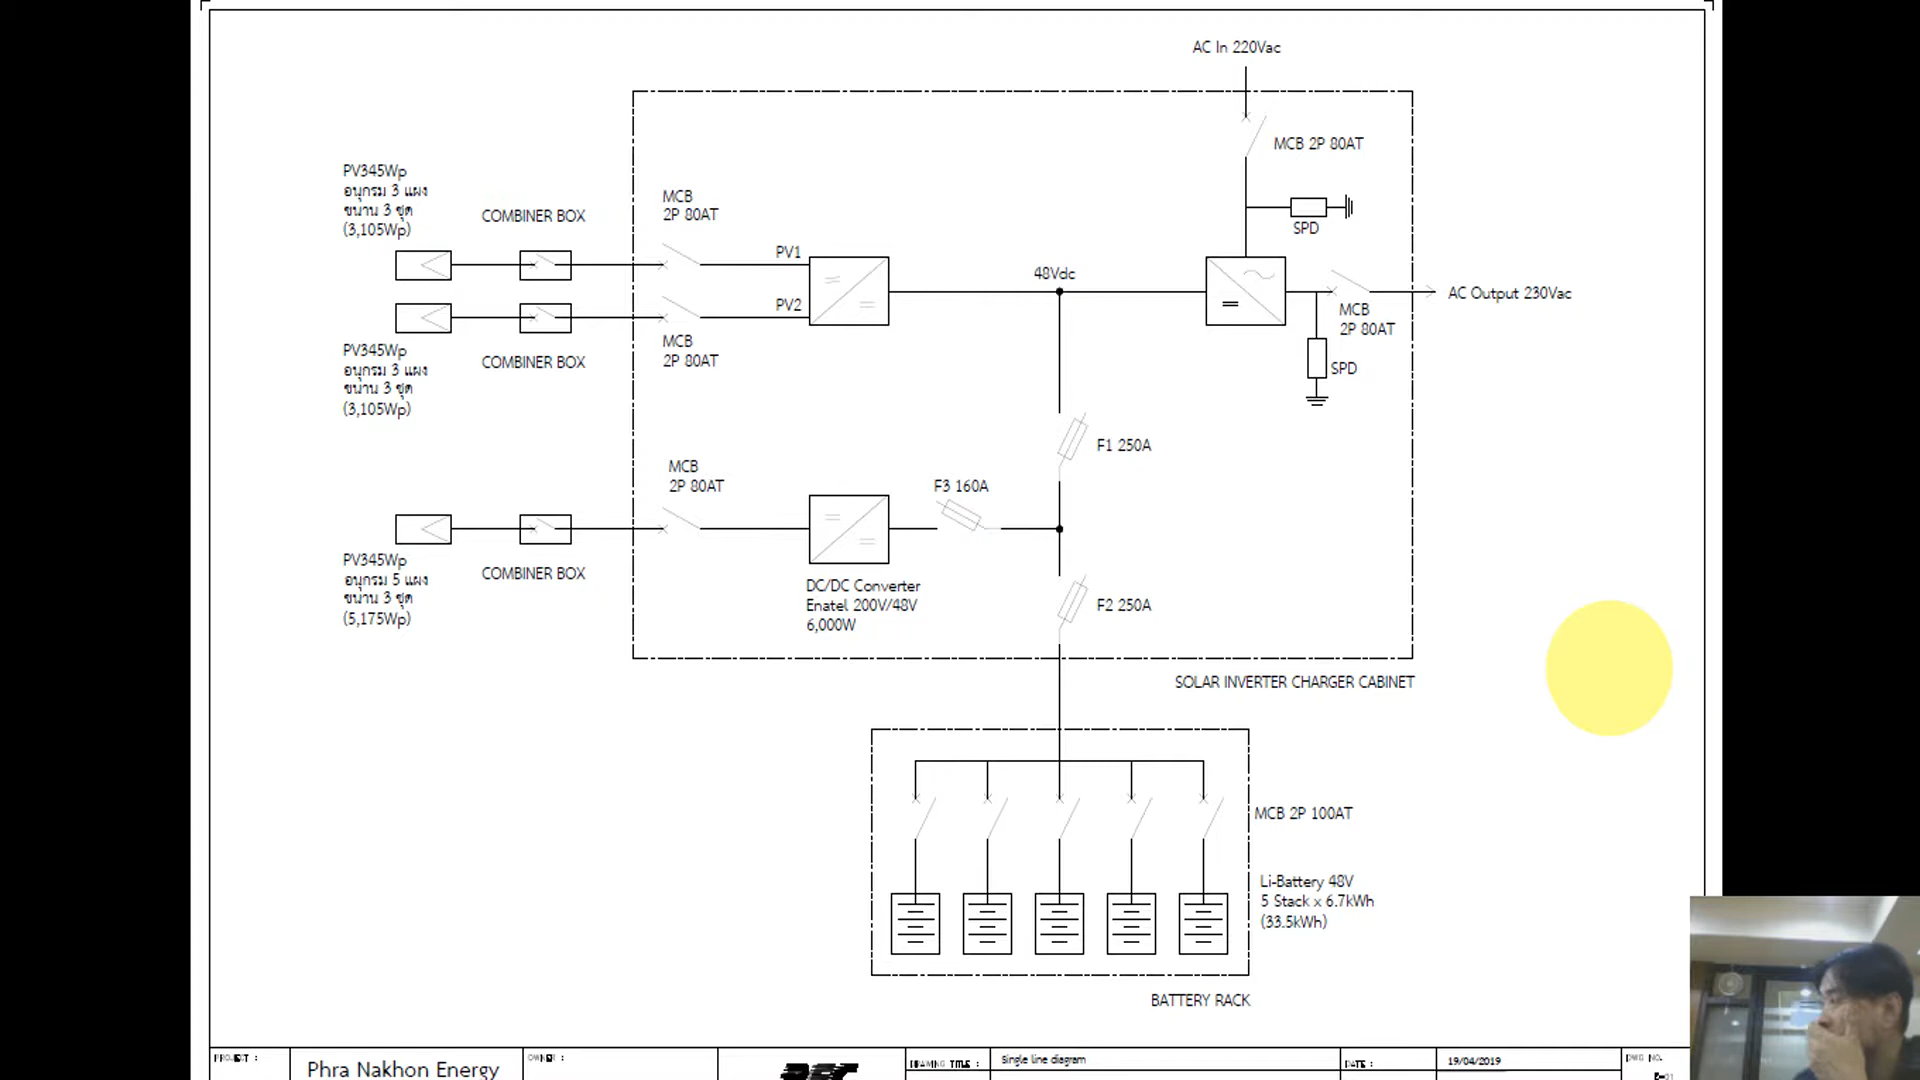 AC In 220Vac
MCB 2P 80AT
SPD
PV345Wp
อนุกรม 3 แผง
ขนาน 3 ชุด
(3,105Wp)
COMBINER BOX
MCB
2P 80AT
PV1
48Vdc
PV2
AC Output 230Vac
MCB
2P 80AT
SPD
PV345Wp
อนุกรม 3 แผง
ขนาน 3 ชุด
(3,105Wp)
COMBINER BOX
MCB
2P 80AT
F1 250A
MCB
2P 80AT
F3 160A
PV345Wp
อนุกรม 5 แผง
ขนาน 3 ชุด
(5,175Wp)
COMBINER BOX
DC/DC Converter
Enatel 200V/48V
6,000W
F2 250A
SOLAR INVERTER CHARGER CABINET
MCB 2P 100AT
Li-Battery 48V
5 Stack x 6.7kWh
(33.5kWh)
BATTERY RACK
PROJECT :
Phra Nakhon Energy
OWNER :
DRAWING TITLE :
Single line diagram
DATE :
19/04/2019
DWG NO.